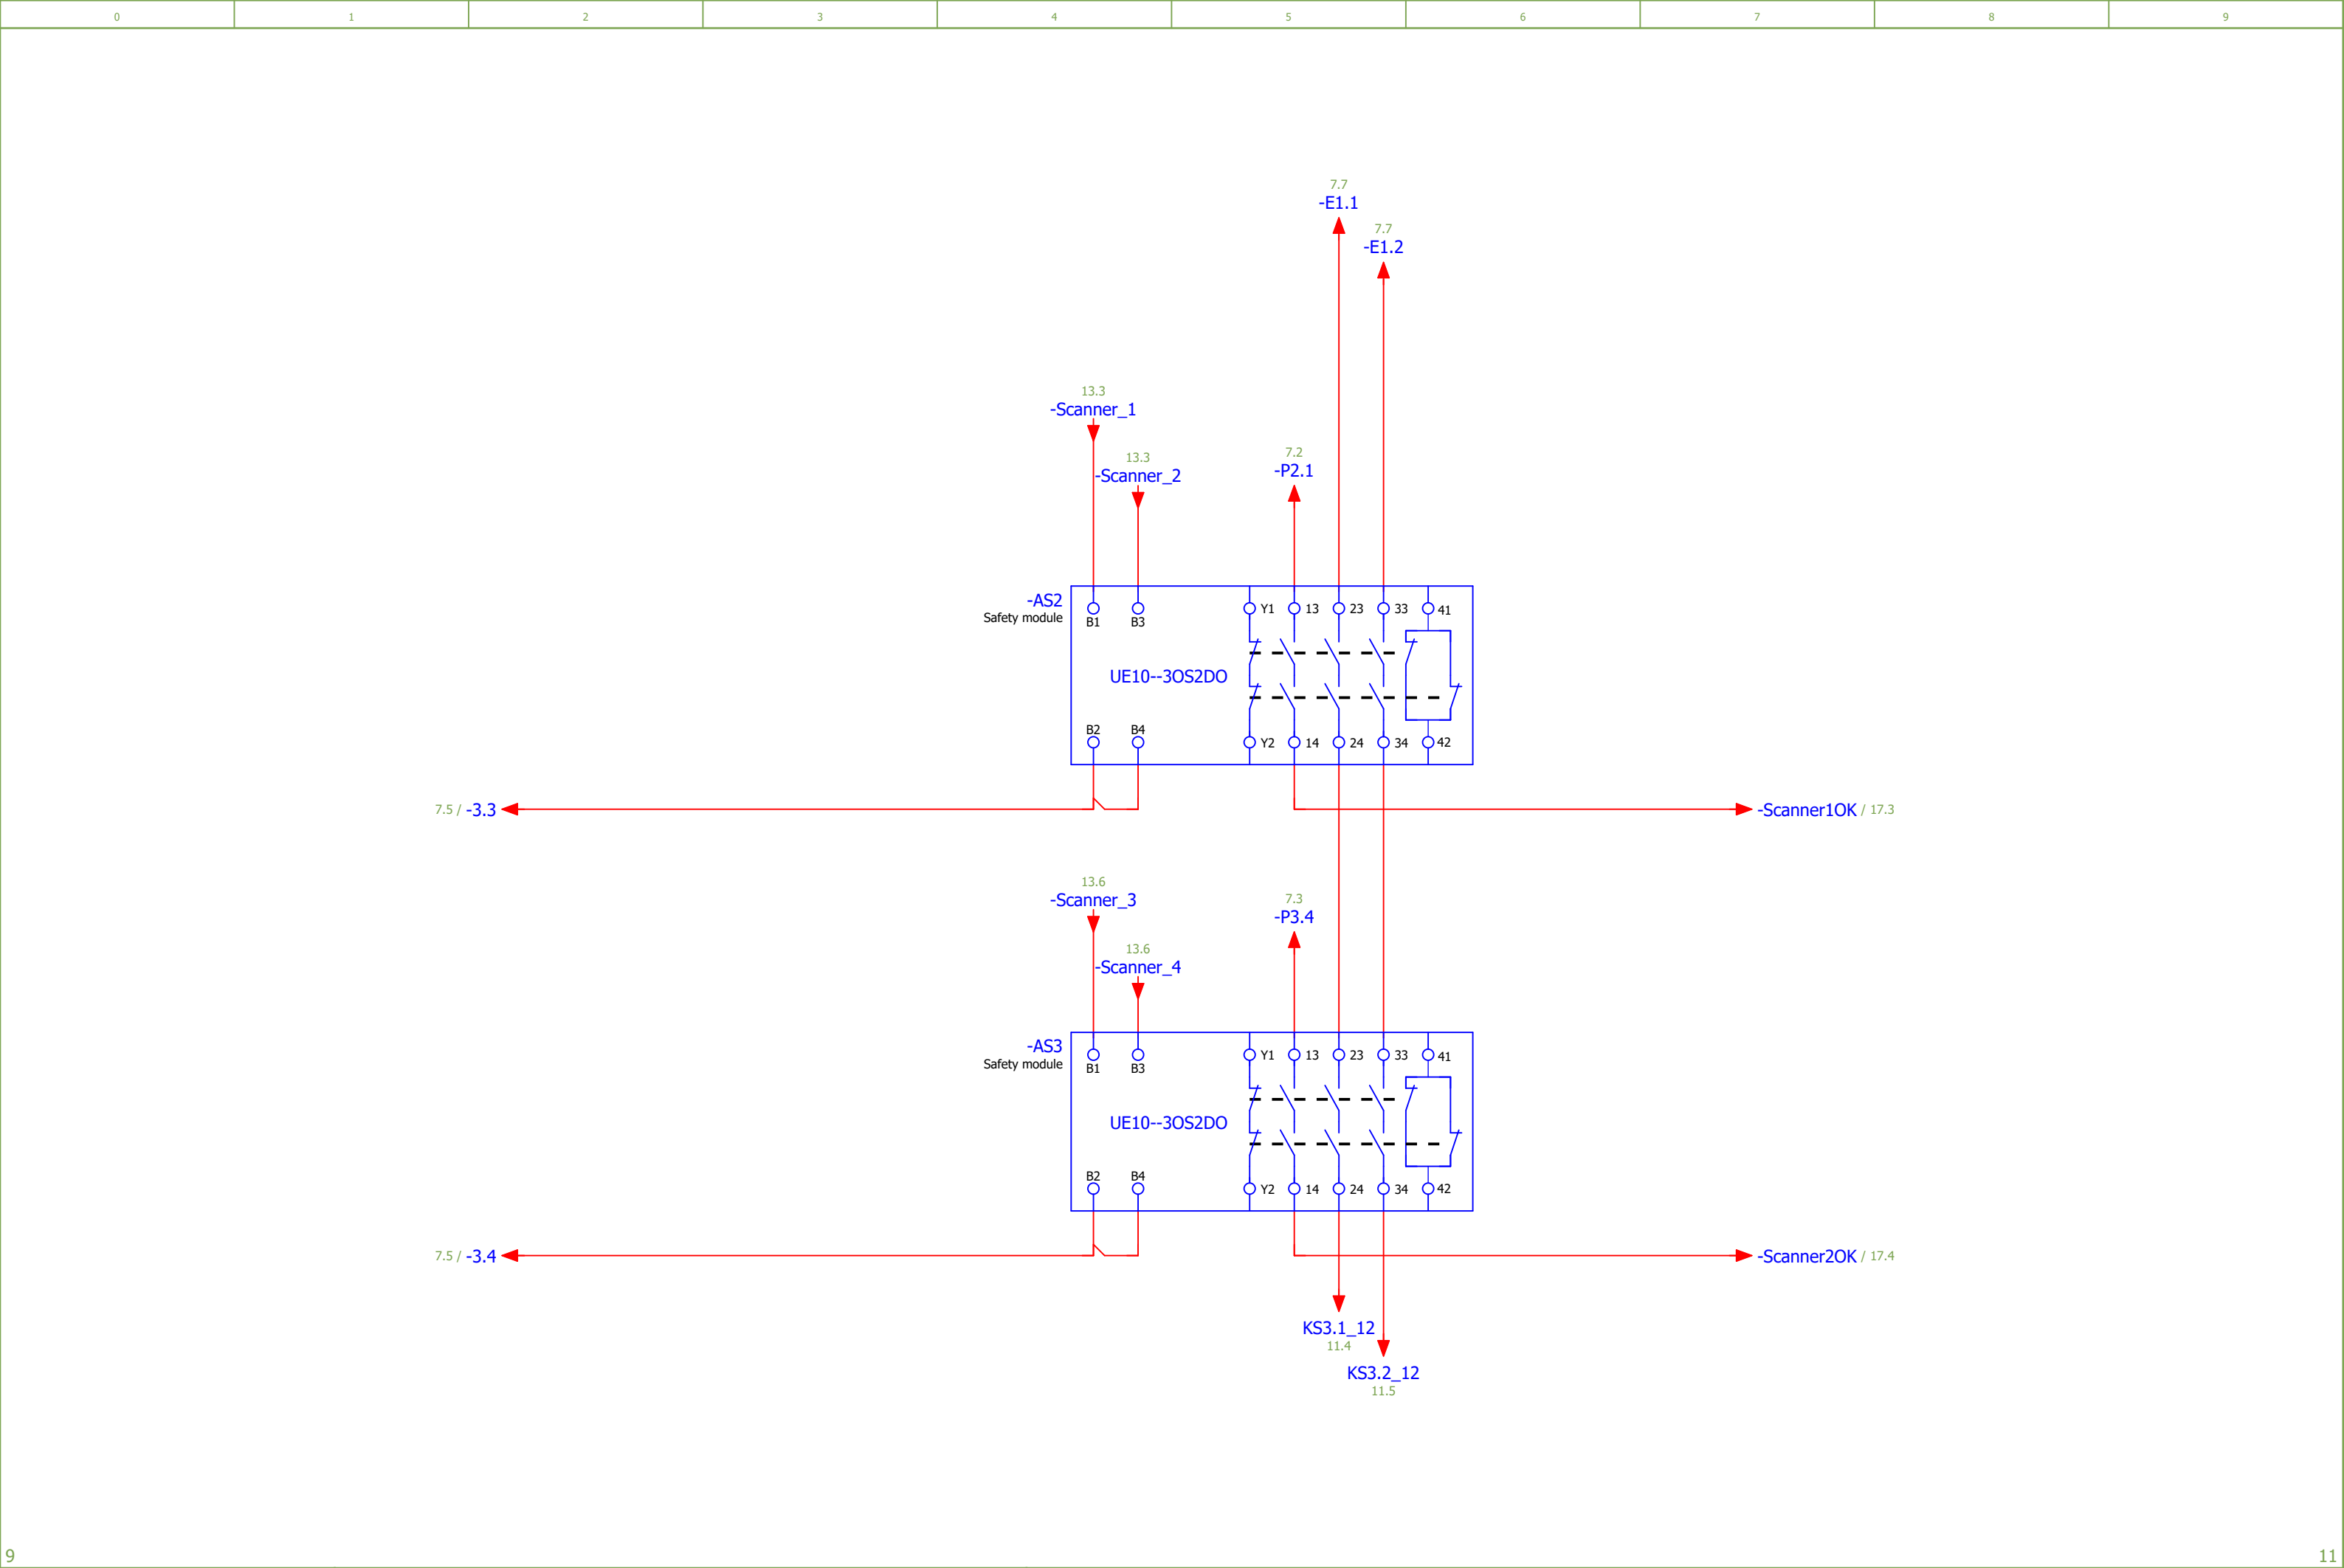 0 1 2 3 4 5 6 7 8 9
7.7
-E1.1
7.7
-E1.2
13.3
-Scanner_1
13.3
-Scanner_2
7.2
-P2.1
-AS2
Safety module
B1 B3 Y1 13 23 33 41
UE10--3OS2DO
B2 B4 Y2 14 24 34 42
7.5 / -3.3
-Scanner1OK / 17.3
13.6
-Scanner_3
13.6
-Scanner_4
7.3
-P3.4
-AS3
Safety module
B1 B3 Y1 13 23 33 41
UE10--3OS2DO
B2 B4 Y2 14 24 34 42
7.5 / -3.4
-Scanner2OK / 17.4
KS3.1_12
11.4
KS3.2_12
11.5
9 11